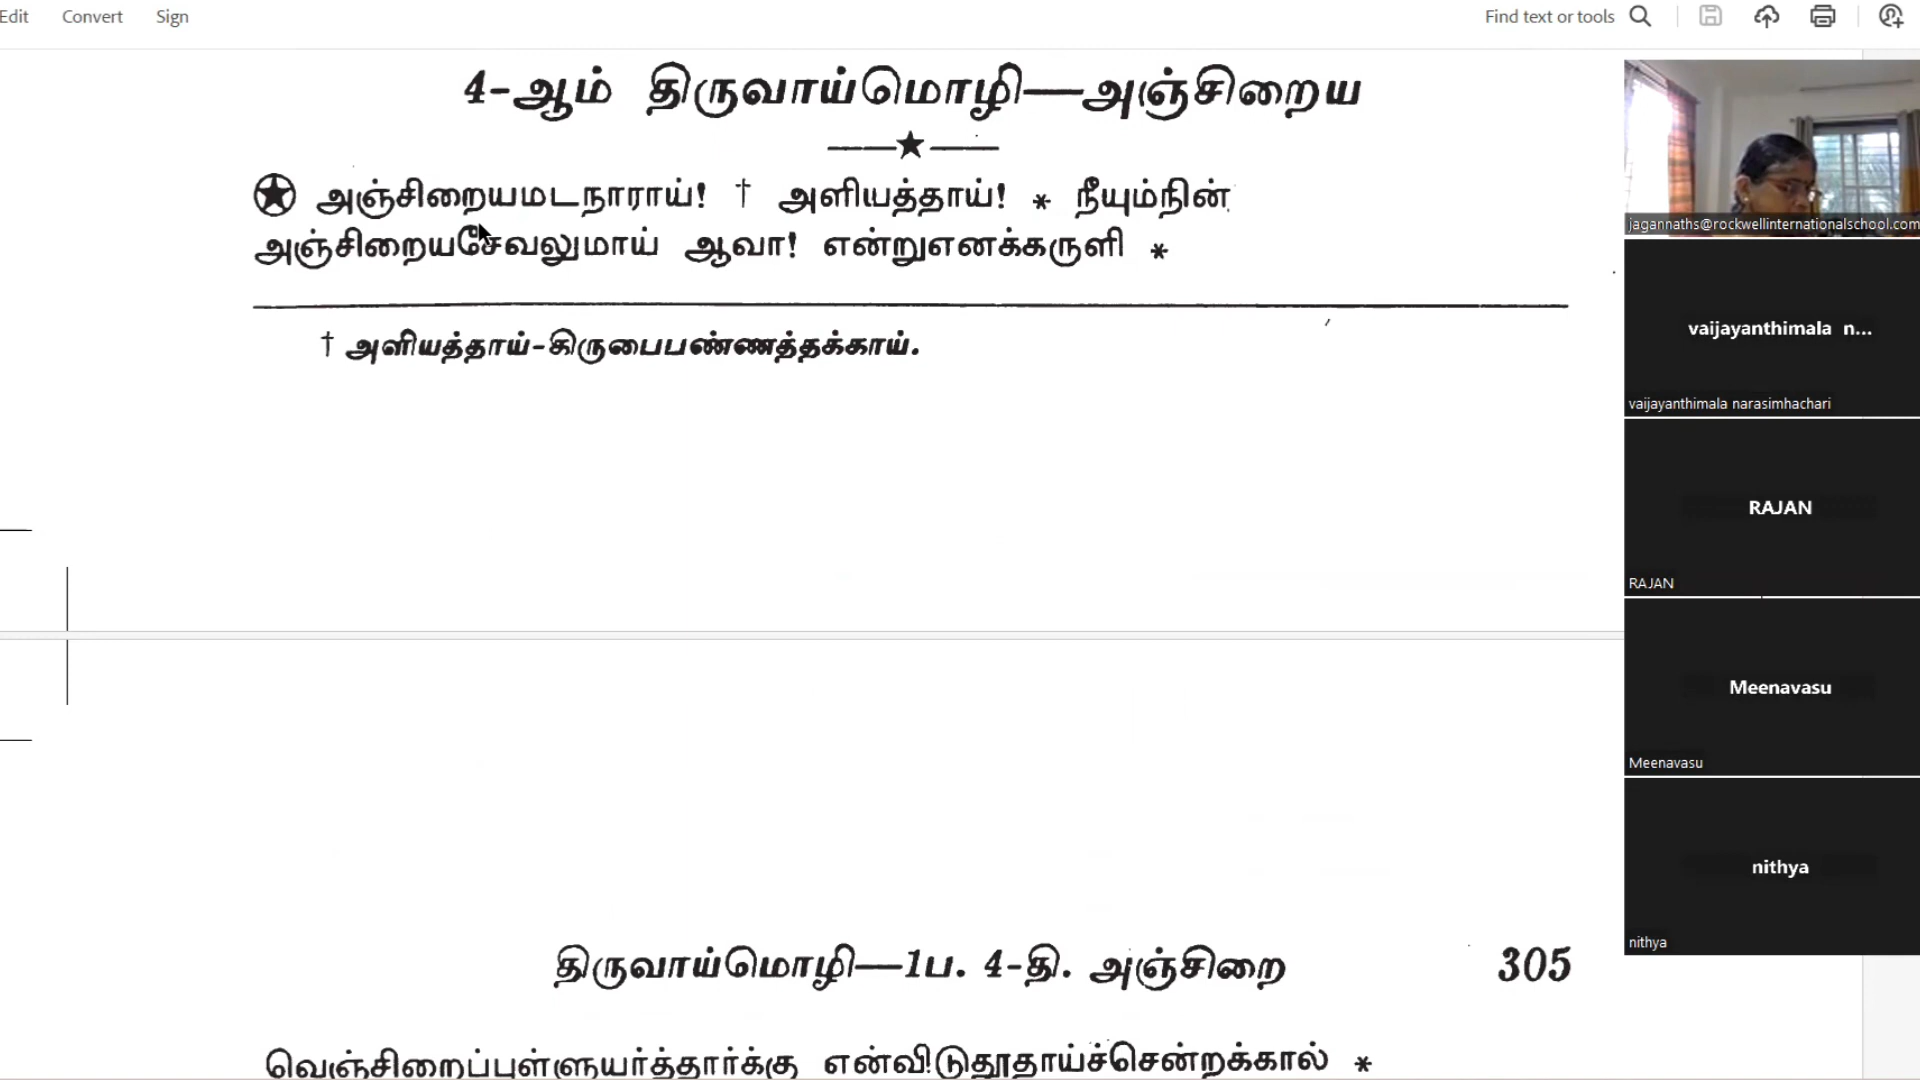 Edit Convert Sign Find text or tools
4-ஆம் திருவாய்மொழி—அஞ்சிறைய
அஞ்சிறையமடநாராய்! † அளியத்தாய்! * நீயும்நின்
அஞ்சிறையசேவலுமாய் ஆவா! என்றுஎனக்கருளி *
† அளியத்தாய்-கிருபைபண்ணத்தக்காய்.
திருவாய்மொழி—1ப. 4-தி. அஞ்சிறை 305
வெஞ்சிறைப்புள்ளுயர்த்தார்க்கு என்விடுதூதாய்ச்சென்றக்கால் *
jagannaths@rockwellinternationalschool.com
vaijayanthimala n...
vaijayanthimala narasimhachari
RAJAN
RAJAN
Meenavasu
Meenavasu
nithya
nithya